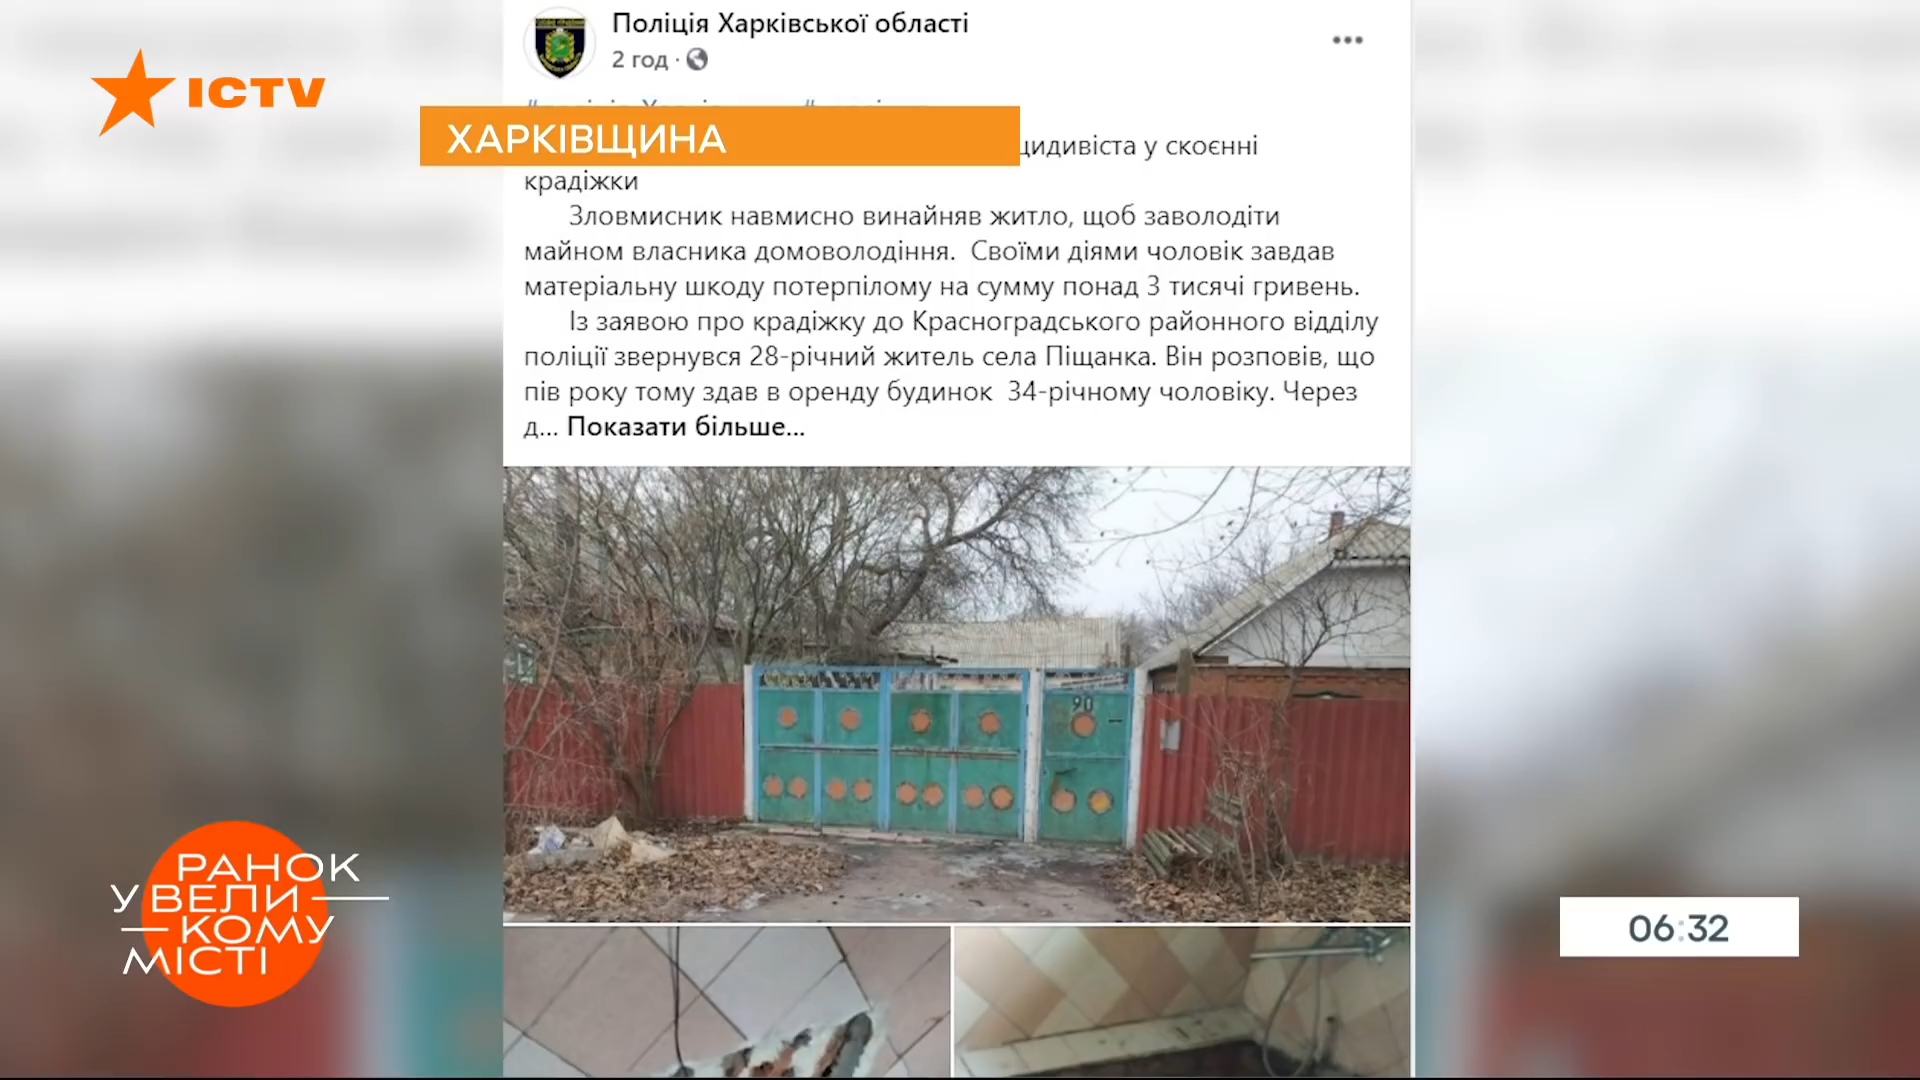 ICTV
Поліція Харківської області
2 год
ХАРКІВЩИНА
у скоєнні
крадіжки
Зловмисник навмисно винайняв житло, щоб заволодіти
майном власника домоволодіння. Своїми діями чоловік завдав
матеріальну шкоду потерпілому на сумму понад 3 тисячі гривень.
Із заявою про крадіжку до Красноградського районного відділу
поліції звернувся 28-річний житель села Піщанка. Він розповів, що
пів року тому здав в оренду будинок 34-річному чоловіку. Через
д... Показати більше...
90
РАНОК
У ВЕЛИ
КОМУ
МІСТІ
06:32